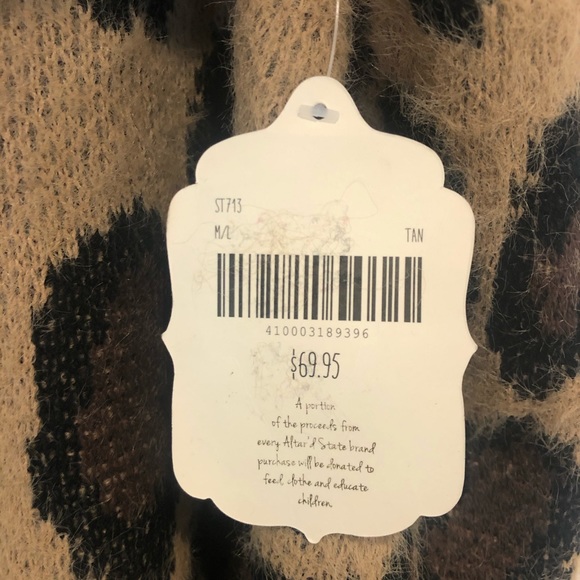 ST713
M/L TAN
410003189396
$69.95
A portion
of the proceeds from
every Altar'd State brand
purchase will be donated to
feed, clothe and educate
children.